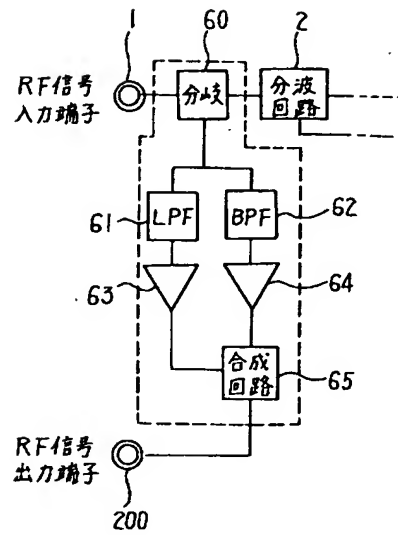 1
60
2
RF信号
入力端子
分岐
分波
回路
61
LPF
BPF
62
63
64
合成
回路
65
RF信号
出力端子
200